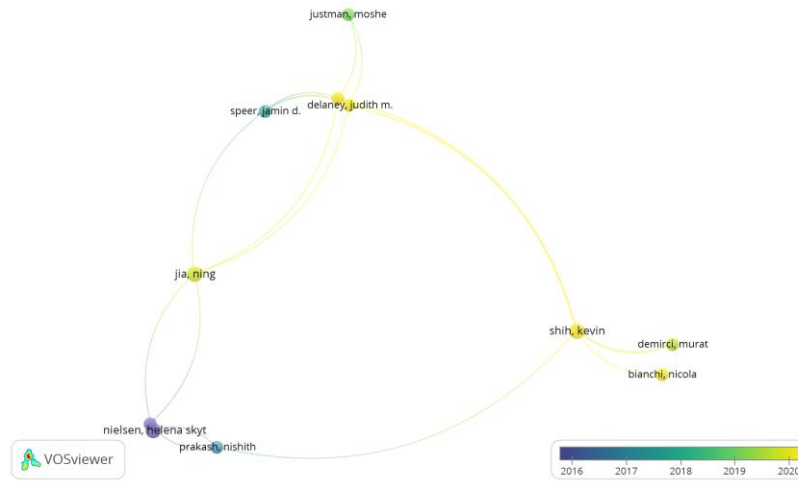 justman, moshe
delaney, judith m.
speer, jamin d.
jia, ning
shih, kevin
demirci, murat
bianchi, nicola
nielsen, helena skyt
prakash, nishith
VOSviewer
2016 2017 2018 2019 2020